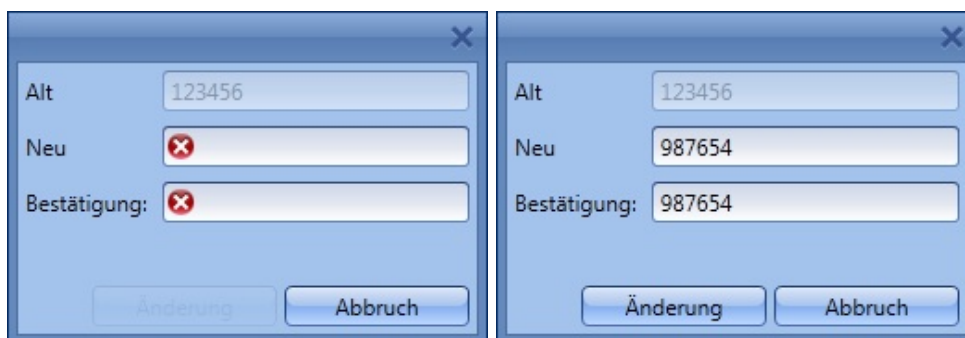 Alt 123456
Neu
Bestätigung:
Änderung Abbruch
Alt 123456
Neu 987654
Bestätigung: 987654
Änderung Abbruch